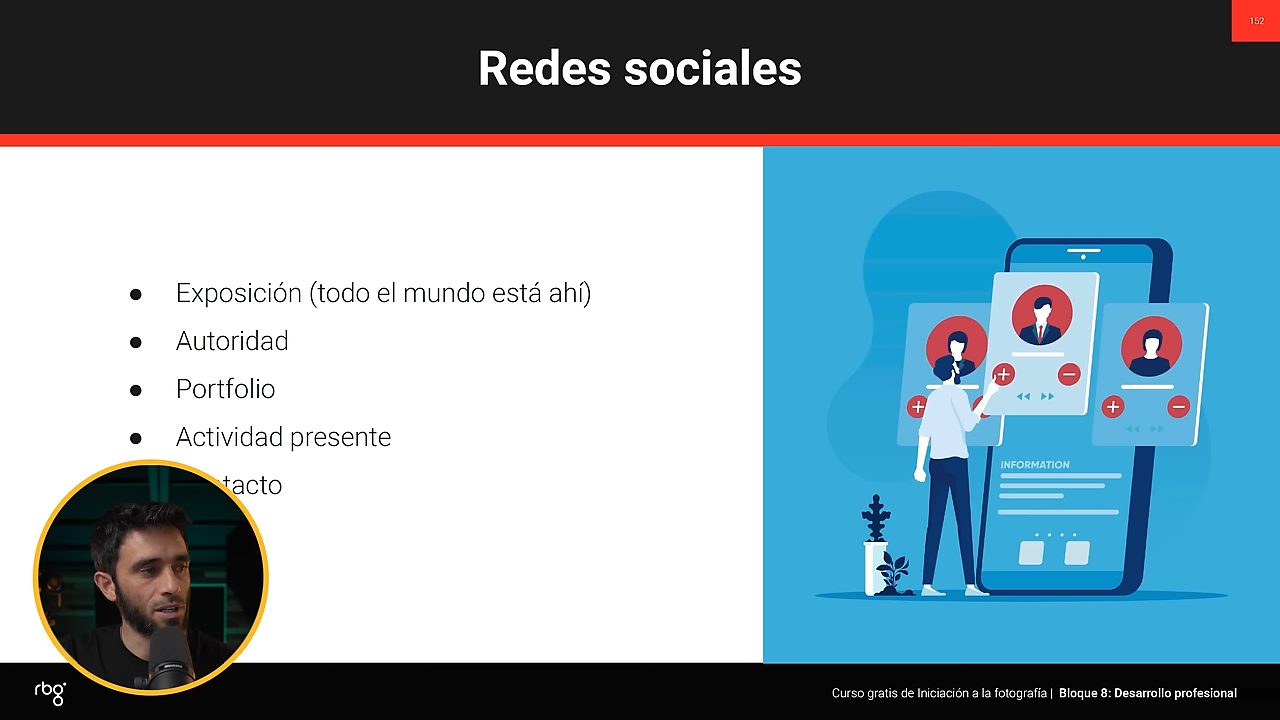 152
Redes sociales
● Exposición (todo el mundo está ahí)
● Autoridad
● Portfolio
● Actividad presente
tacto
INFORMATION
rbg
Curso gratis de Iniciación a la fotografía | Bloque 8: Desarrollo profesional